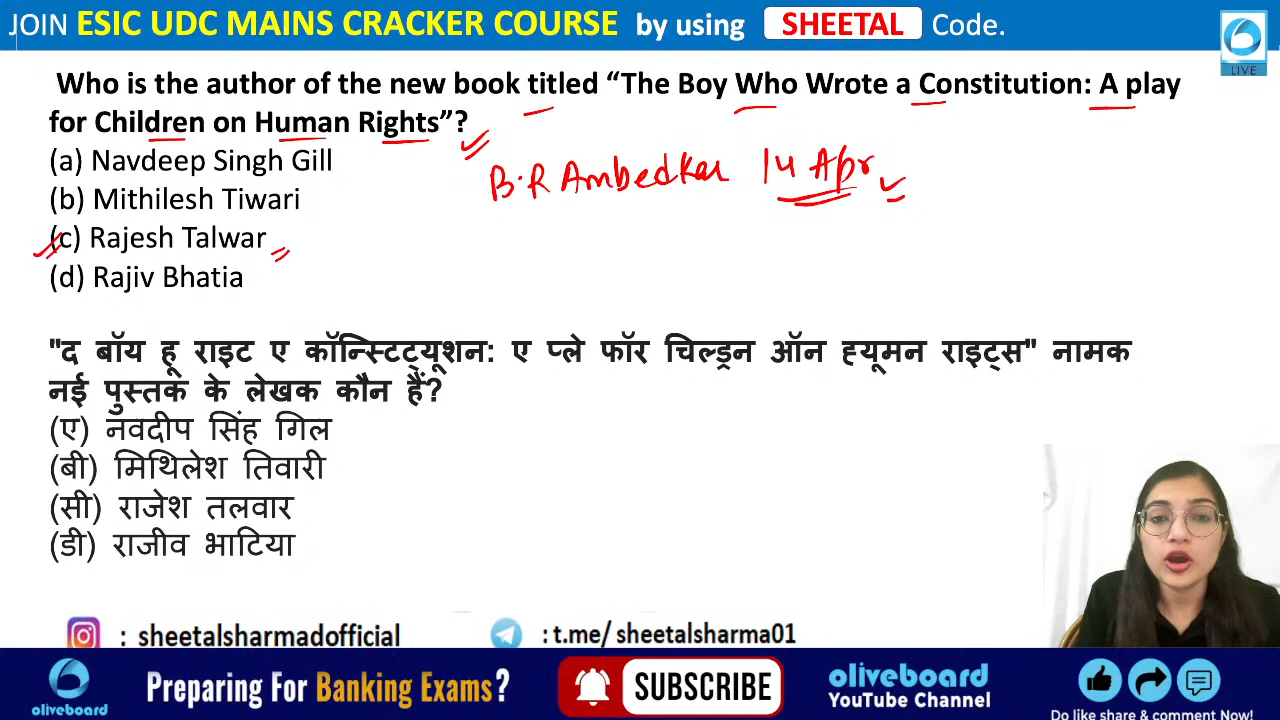 JOIN ESIC UDC MAINS CRACKER COURSE by using SHEETAL Code.
LIVE
Who is the author of the new book titled “The Boy Who Wrote a Constitution: A play
for Children on Human Rights”?
(a) Navdeep Singh Gill
B.R Ambedkar 14 Apr
(b) Mithilesh Tiwari
(c) Rajesh Talwar
(d) Rajiv Bhatia
"द बॉय हू राइट ए कॉन्स्टिट्यूशन: ए प्ले फॉर चिल्ड्रन ऑन ह्यूमन राइट्स" नामक
नई पुस्तक के लेखक कौन हैं?
(ए) नवदीप सिंह गिल
(बी) मिथिलेश तिवारी
(सी) राजेश तलवार
(डी) राजीव भाटिया
: sheetalsharmadofficial : t.me/ sheetalsharma01
oliveboard
Preparing For Banking Exams?
SUBSCRIBE
oliveboard
YouTube Channel
Do like share & comment Now!